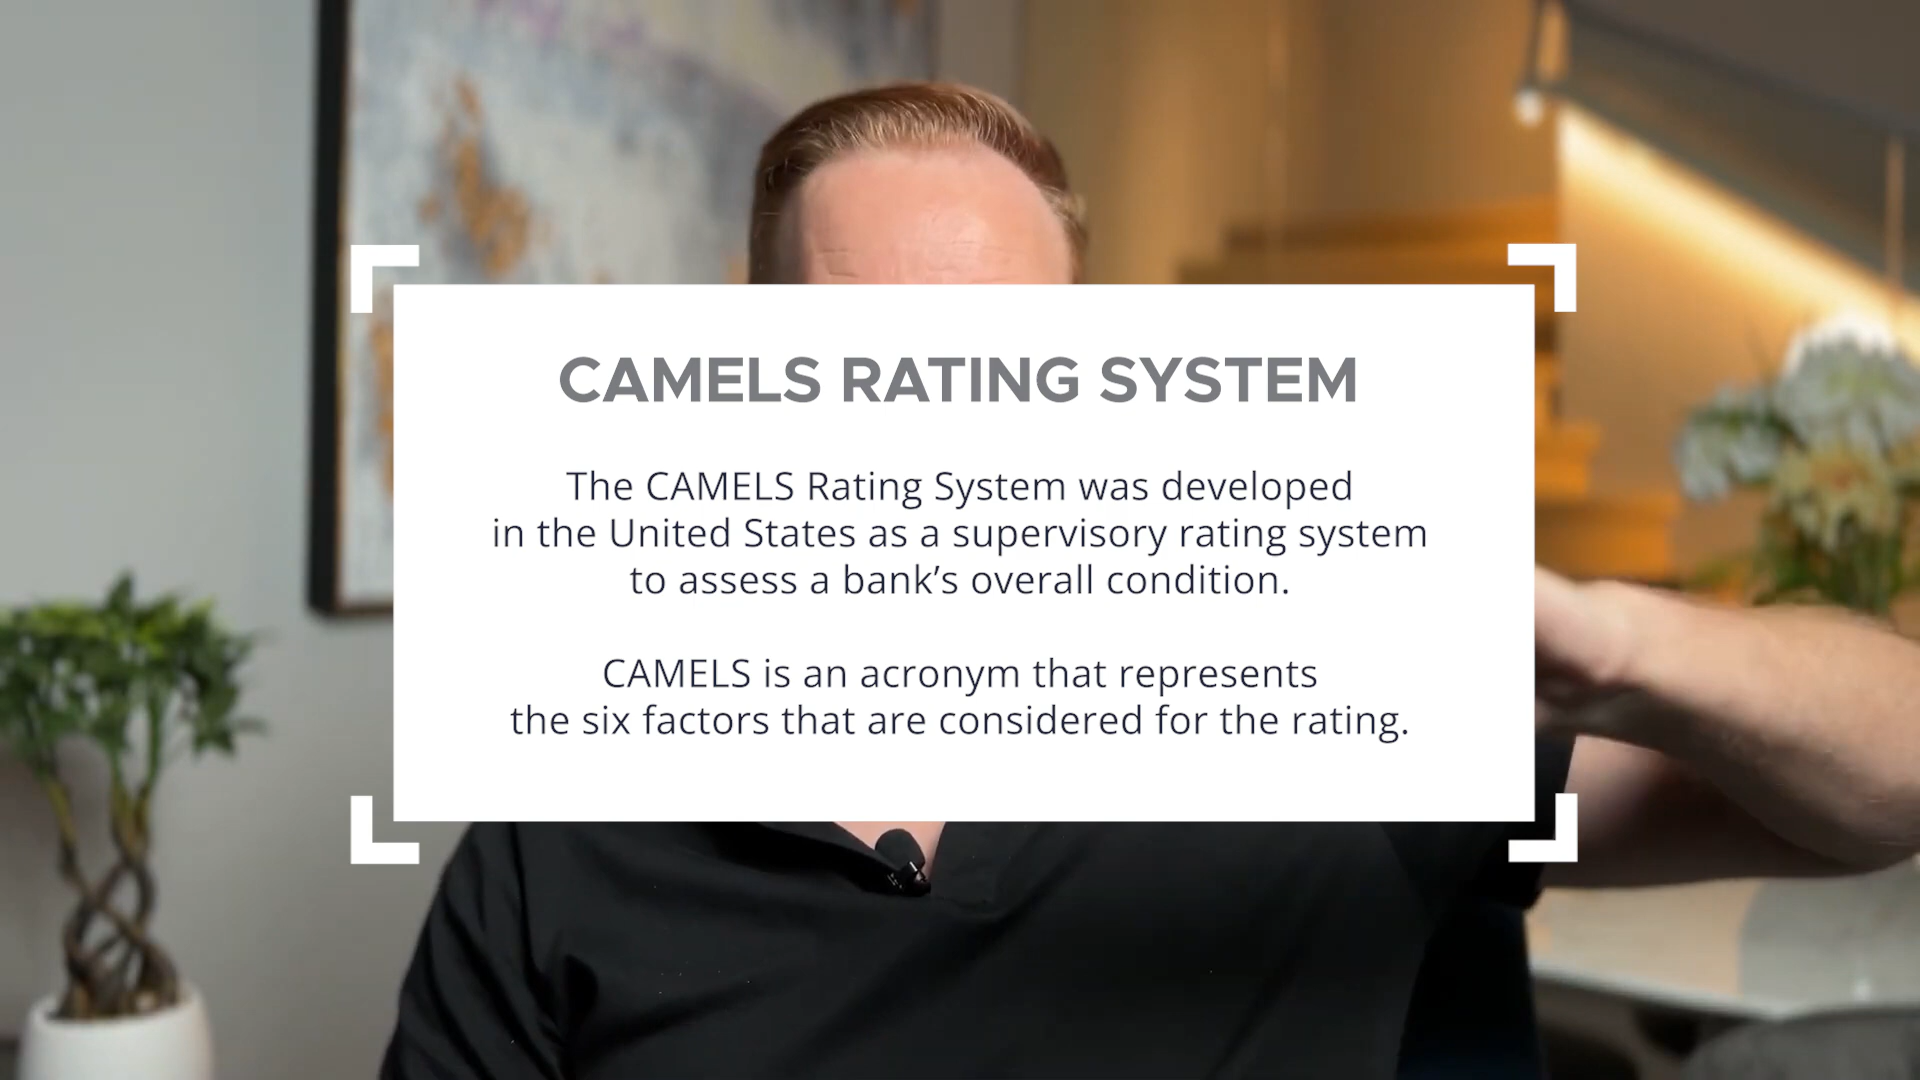 CAMELS RATING SYSTEM
The CAMELS Rating System was developed
in the United States as a supervisory rating system
to assess a bank’s overall condition.
CAMELS is an acronym that represents
the six factors that are considered for the rating.